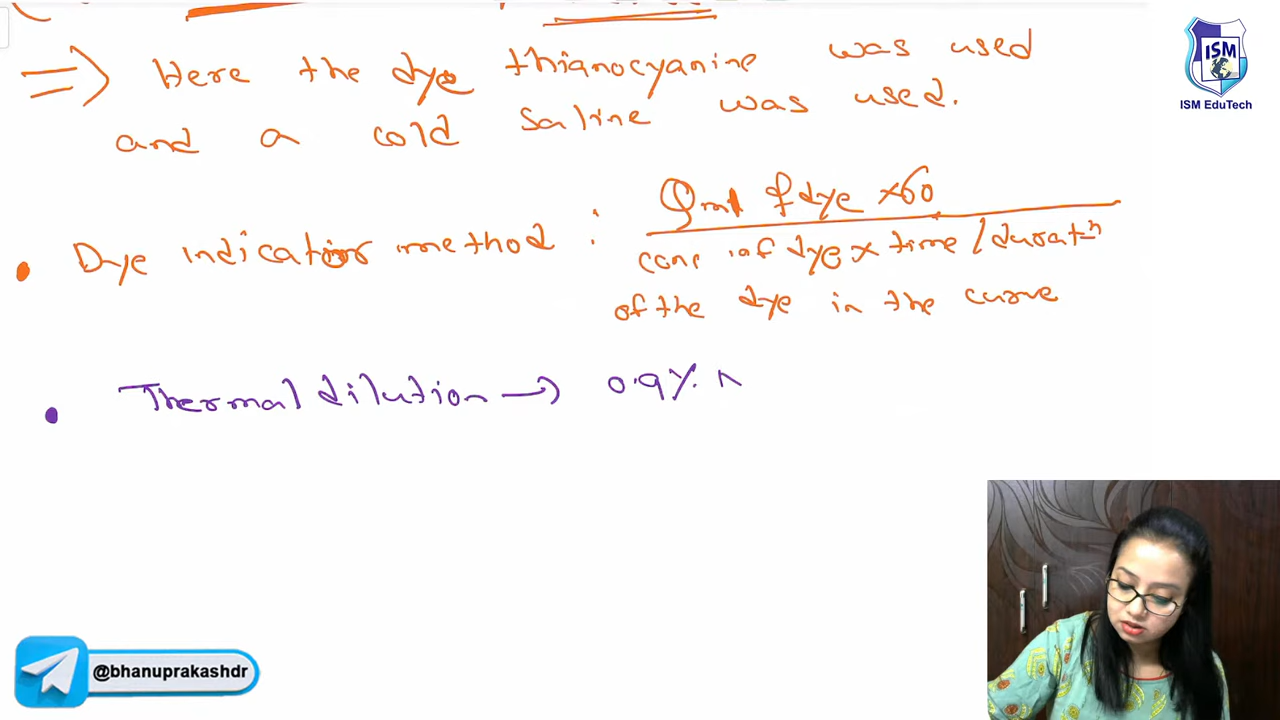 ISM
ISM EduTech
=> Here the dye thianocyanine was used
and a cold saline was used.
• Dye indicator method : Qmt of dye ×60
conc. of dye × time / duratn
of the dye in the curve
• Thermal dilution → 0.9% N
@bhanuprakashdr